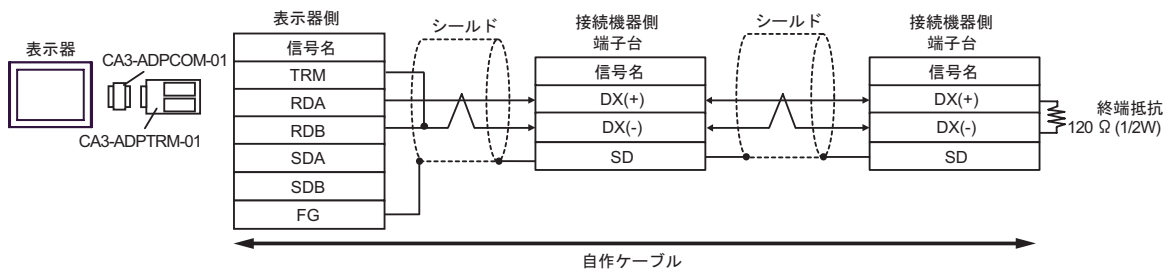 表示器
CA3-ADPCOM-01
CA3-ADPTRM-01
表示器側
信号名
TRM
RDA
RDB
SDA
SDB
FG
シールド
接続機器側
端子台
信号名
DX(+)
DX(-)
SD
シールド
接続機器側
端子台
信号名
DX(+)
DX(-)
SD
終端抵抗
120 Ω (1/2W)
自作ケーブル